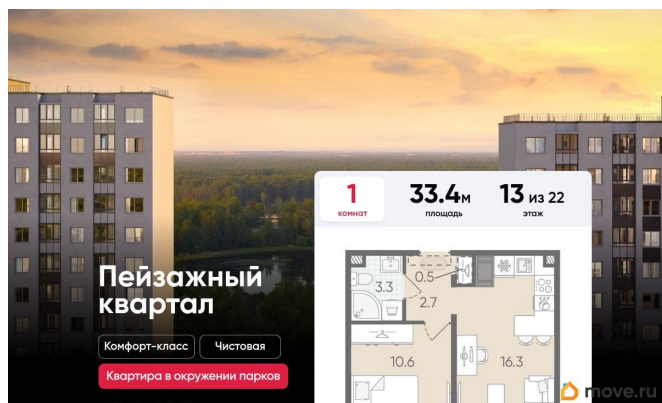 1
комнат
33.4м
площадь
13 из 22
этаж
Пейзажный
квартал
Комфорт-класс
Чистовая
Квартира в окружении парков
3.3
0.5
2.7
10.6
16.3
move.ru